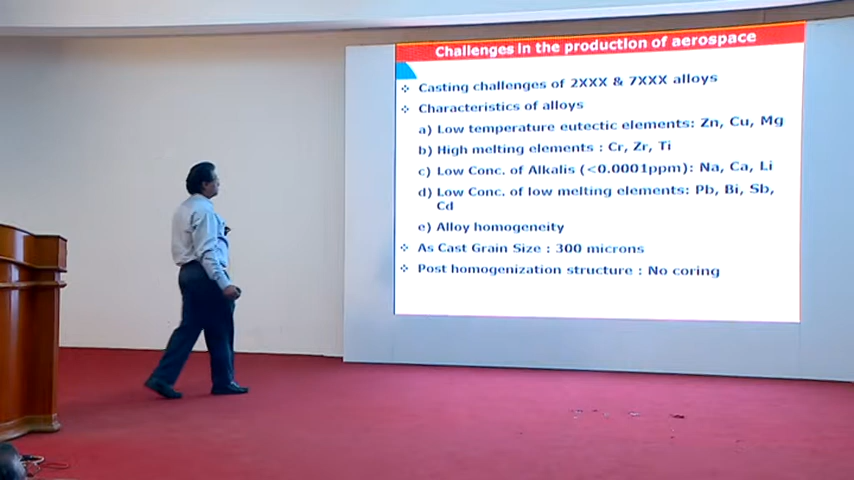 Challenges in the production of aerospace
❖ Casting challenges of 2XXX & 7XXX alloys
❖ Characteristics of alloys
a) Low temperature eutectic elements: Zn, Cu, Mg
b) High melting elements : Cr, Zr, Ti
c) Low Conc. of Alkalis (<0.0001ppm): Na, Ca, Li
d) Low Conc. of low melting elements: Pb, Bi, Sb,
Cd
e) Alloy homogeneity
❖ As Cast Grain Size : 300 microns
❖ Post homogenization structure : No coring